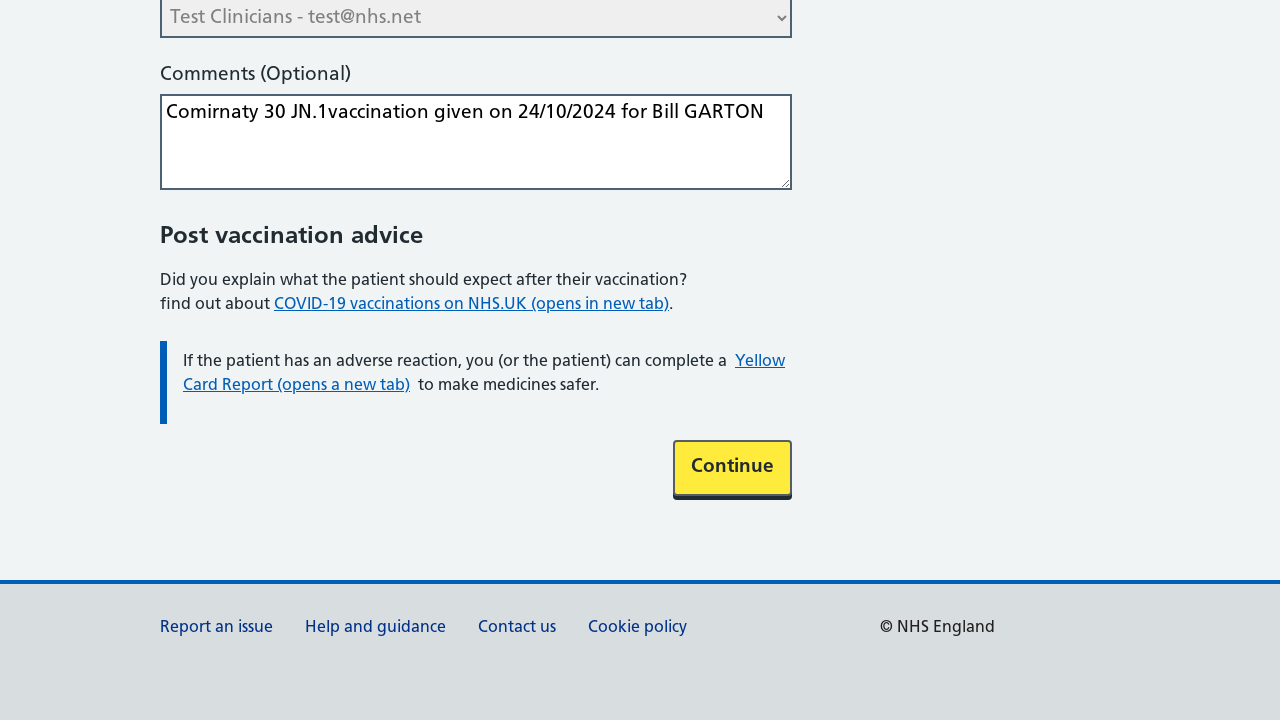 Test Clinicians - test@nhs.net
Comments (Optional)
Comirnaty 30 JN.1vaccination given on 24/10/2024 for Bill GARTON
Post vaccination advice
Did you explain what the patient should expect after their vaccination?
find out about COVID-19 vaccinations on NHS.UK (opens in new tab).
If the patient has an adverse reaction, you (or the patient) can complete a Yellow
Card Report (opens a new tab) to make medicines safer.
Continue
Report an issue Help and guidance Contact us Cookie policy © NHS England